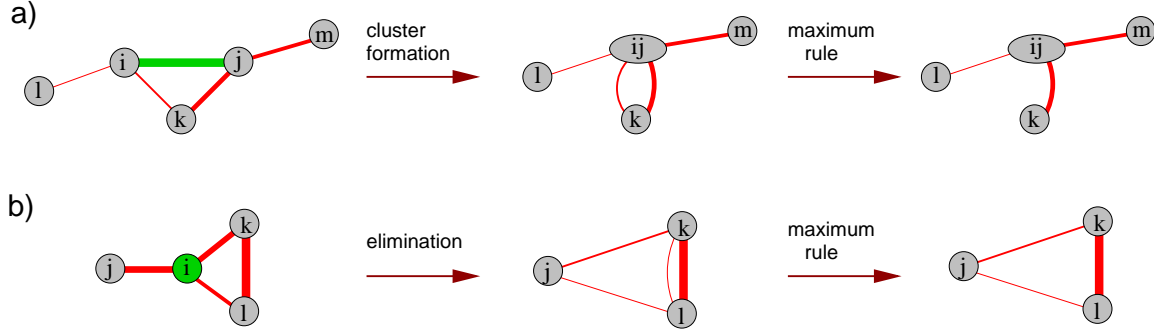 a)
l
i
j
m
k
cluster
formation
l
ij
m
k
maximum
rule
l
ij
m
k
b)
j
i
k
l
elimination
j
k
l
maximum
rule
j
k
l